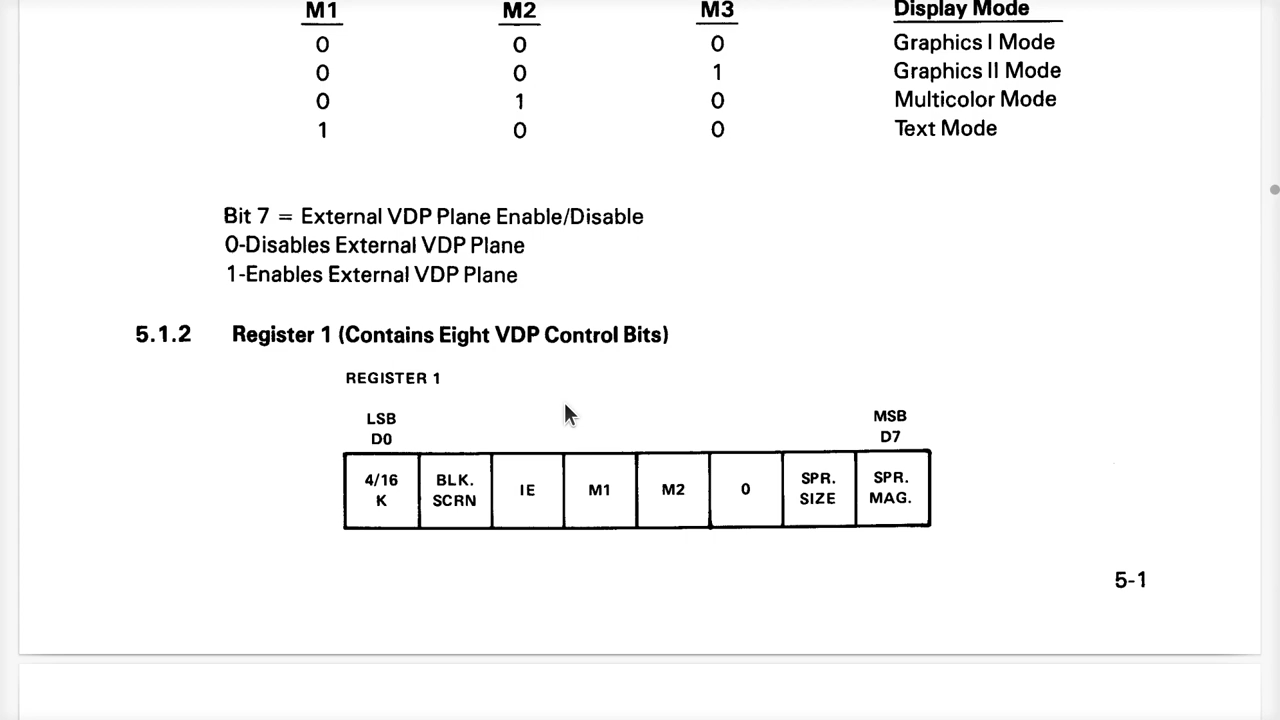 M1 M2 M3 Display Mode
0 0 0 Graphics I Mode
0 0 1 Graphics II Mode
0 1 0 Multicolor Mode
1 0 0 Text Mode
Bit 7 = External VDP Plane Enable/Disable
0-Disables External VDP Plane
1-Enables External VDP Plane
5.1.2 Register 1 (Contains Eight VDP Control Bits)
REGISTER 1
LSB MSB
D0 D7
4/16 BLK. IE M1 M2 0 SPR. SPR.
K SCRN SIZE MAG.
5-1